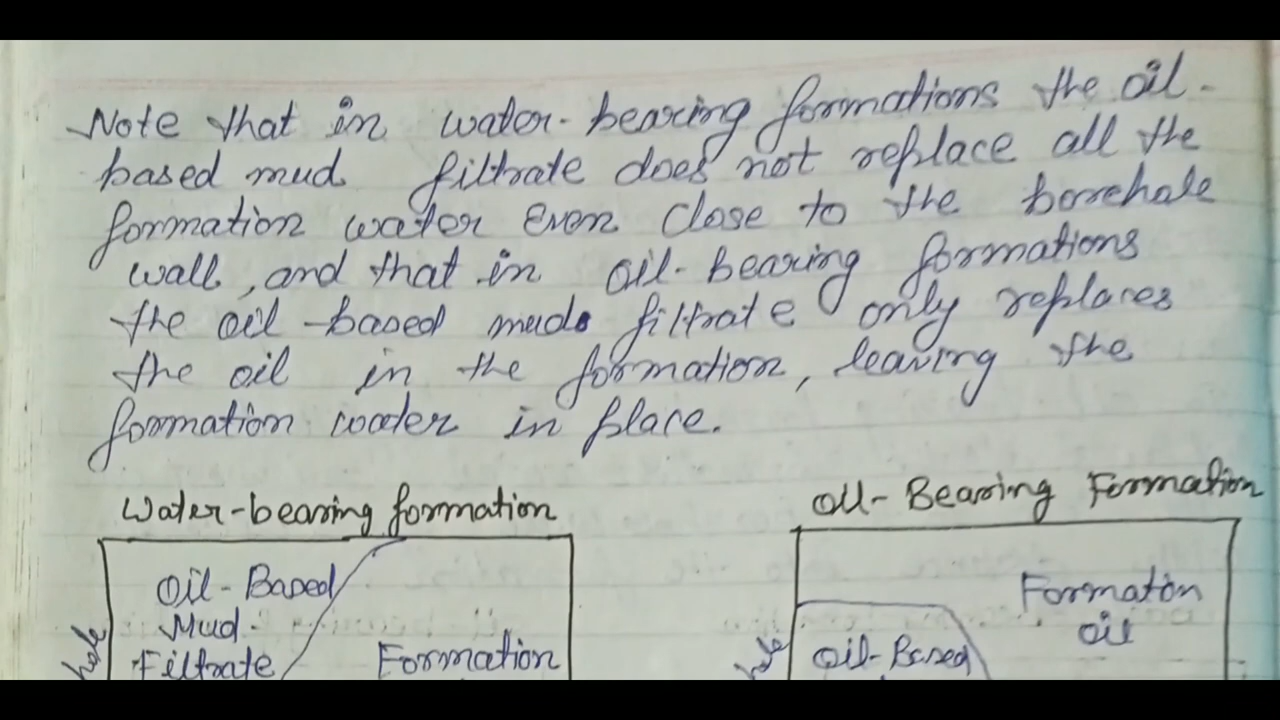 Note that in water-bearing formations the oil-
based mud filtrate does not replace all the
formation water even close to the borehole
wall, and that in oil-bearing formations
the oil-based mud filtrate only replaces
the oil in the formation, leaving the
formation water in place.
Water-bearing formation
Oil-Based
Mud
Filtrate
Formation
hole
Oil-Bearing Formation
Formaton
oil
Oil-Based
hole